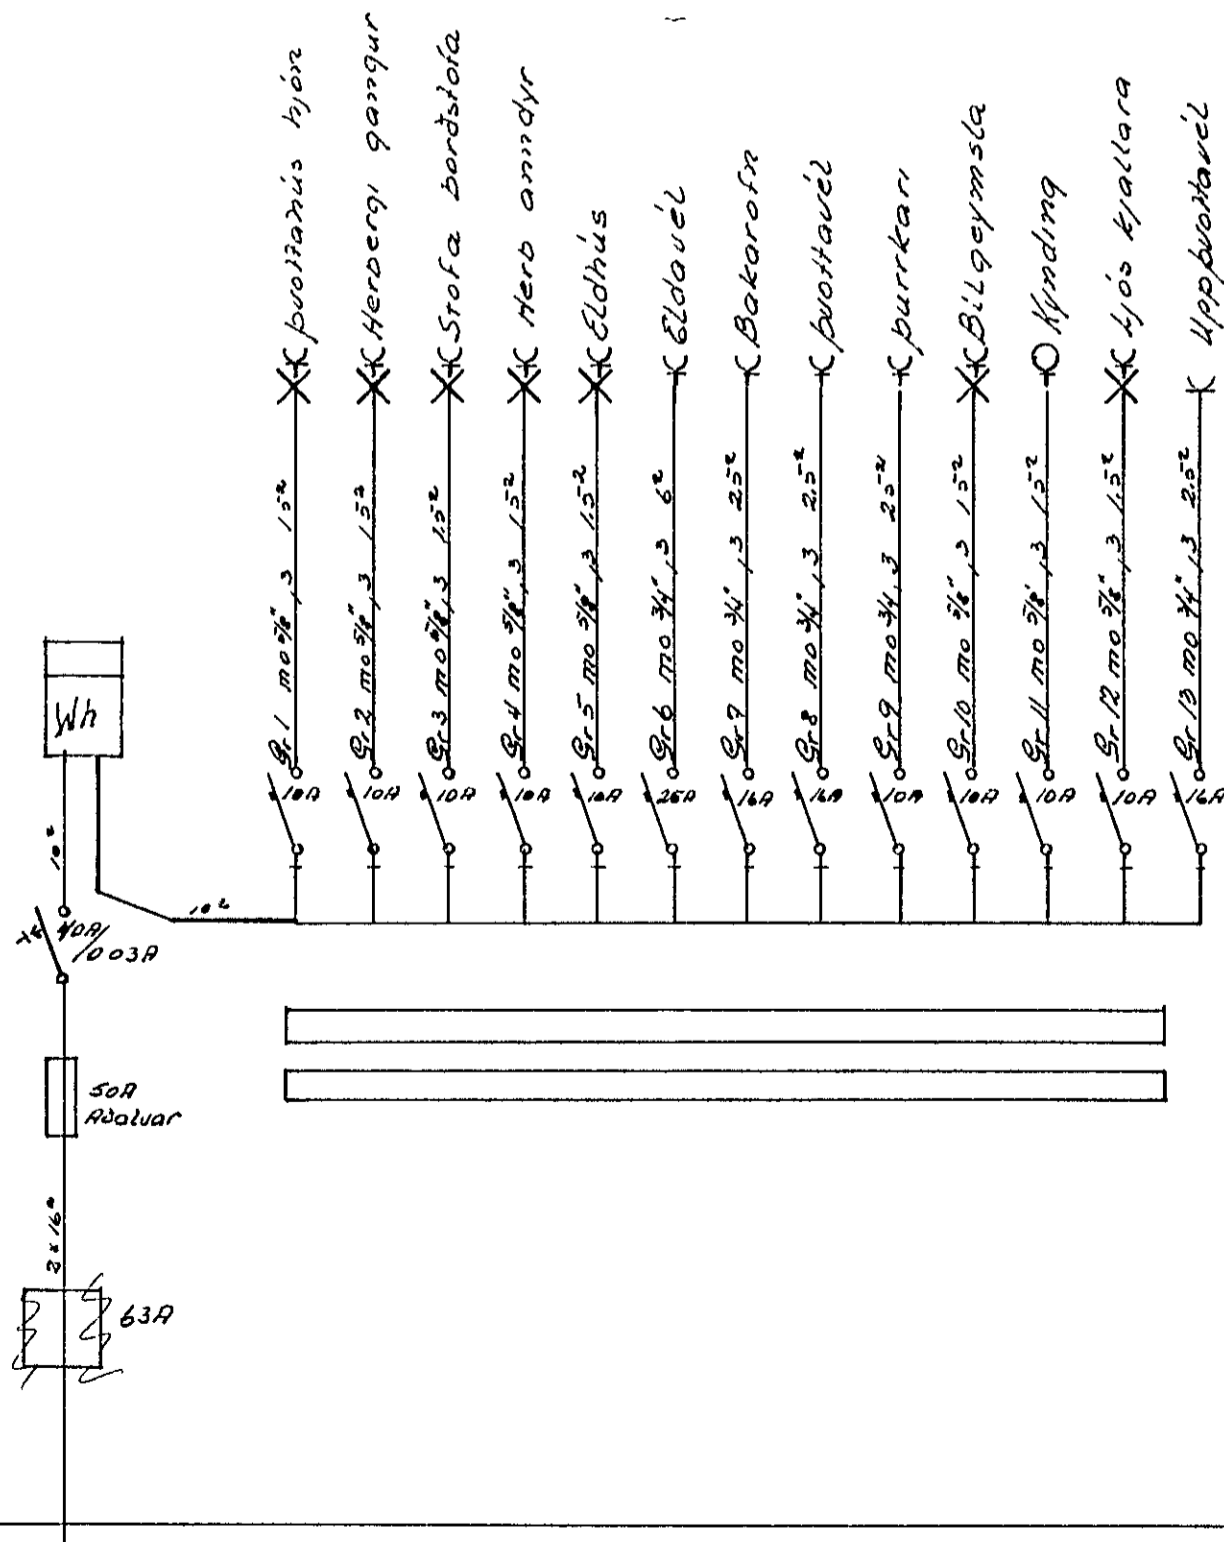 Gr 1 mo 5/8", 3 1.5² þvottahús hjón
Gr 2 mo 5/8", 3 1.5² Herbergi gangur
Gr 3 mo 5/8", 3 1.5² Stofa borðstofa
Gr 4 mo 5/8", 3 1.5² Herb anndyr
Gr 5 mo 5/8", 3 1.5² Eldhús
Gr 6 mo 3/4", 3 6² Eldavél
Gr 7 mo 3/4", 3 2.5² Bakarofn
Gr 8 mo 3/4", 3 2.5² þvottavél
Gr 9 mo 3/4, 3 2.5² þurrkari
Gr 10 mo 5/8", 3 1.5² Bílgeymsla
Gr 11 mo 5/8", 3 1.5² Kynding
Gr 12 mo 5/8", 3 1.5² Ljós kjallara
Gr 13 mo 3/4", 3 2.5² Uppþvottavél
Wh
10A
10A
10A
10A
10A
25A
16A
16A
10A
10A
10A
10A
16A
10²
10²
40A/
0.03A
50A
Aðalvar
2x16²
63A